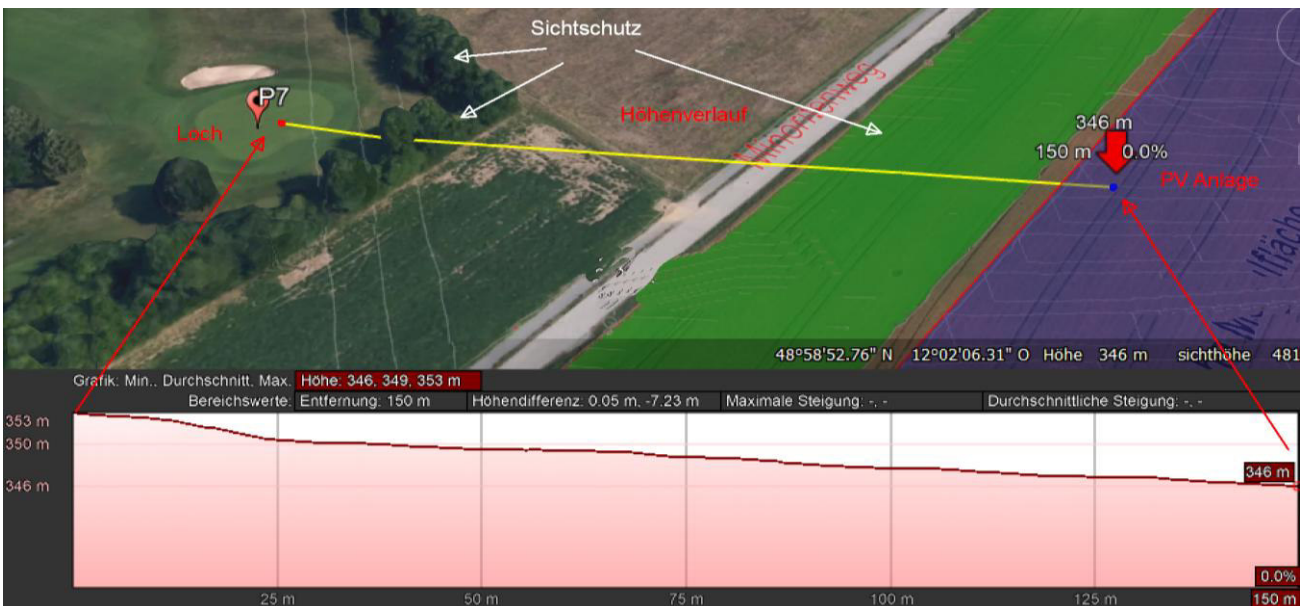 Sichtschutz
P7
Loch
Höhenverlauf
Minoritenweg
346 m
150 m 0.0%
PV Anlage
48°58'52.76" N 12°02'06.31" O Höhe 346 m sichthöhe 481
Grafik: Min., Durchschnitt, Max. Höhe: 346, 349, 353 m
Bereichswerte: Entfernung: 150 m Höhendifferenz: 0.05 m, -7.23 m Maximale Steigung: -, - Durchschnittliche Steigung: -, -
353 m
350 m
346 m
346 m
0.0%
25 m 50 m 75 m 100 m 125 m 150 m